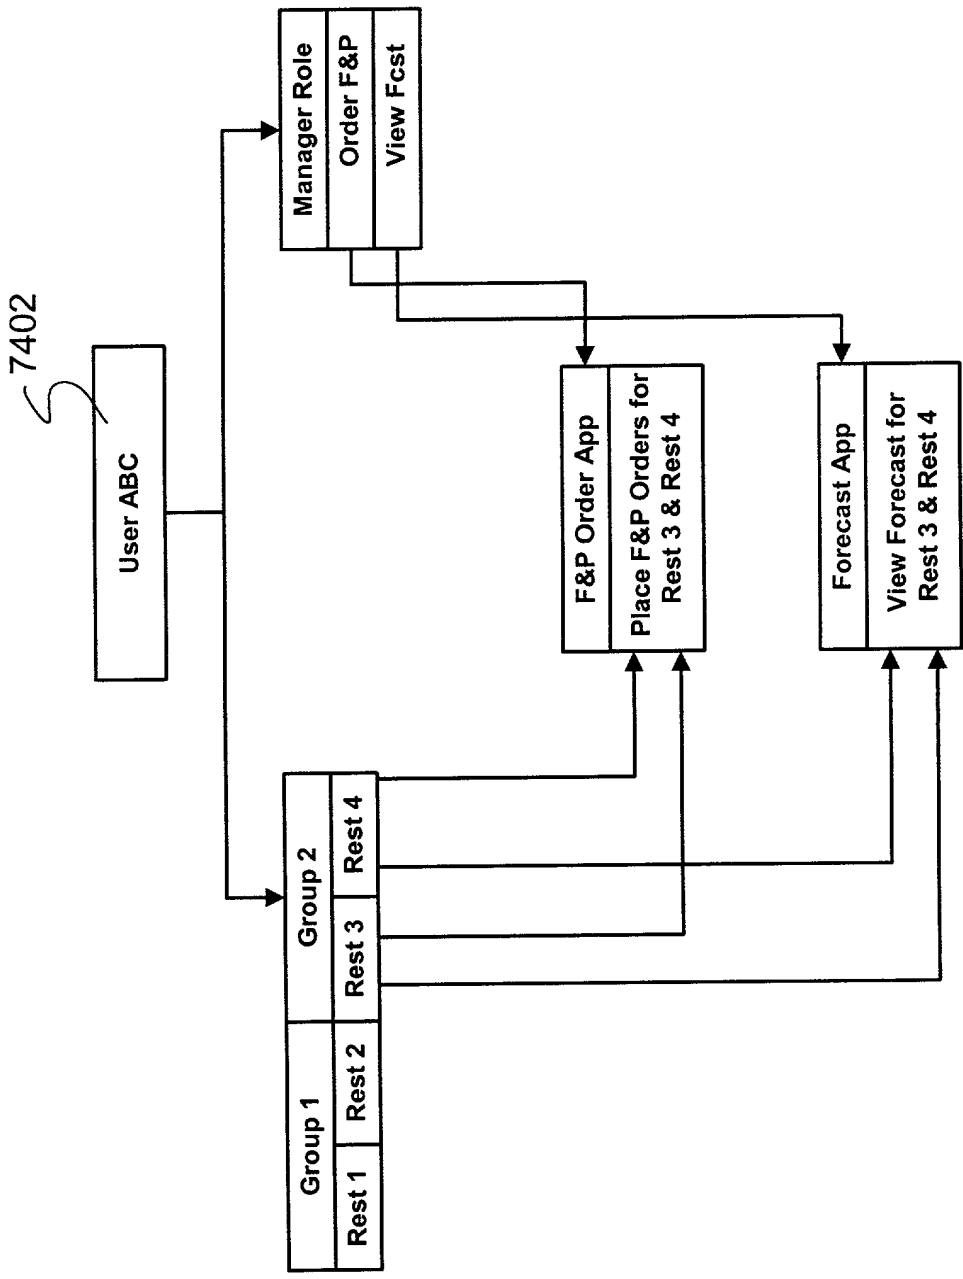 7402
User ABC
Group 1
Group 2
Rest 1
Rest 2
Rest 3
Rest 4
Manager Role
Order F&P
View Fcst
F&P Order App
Place F&P Orders for
Rest 3 & Rest 4
Forecast App
View Forecast for
Rest 3 & Rest 4